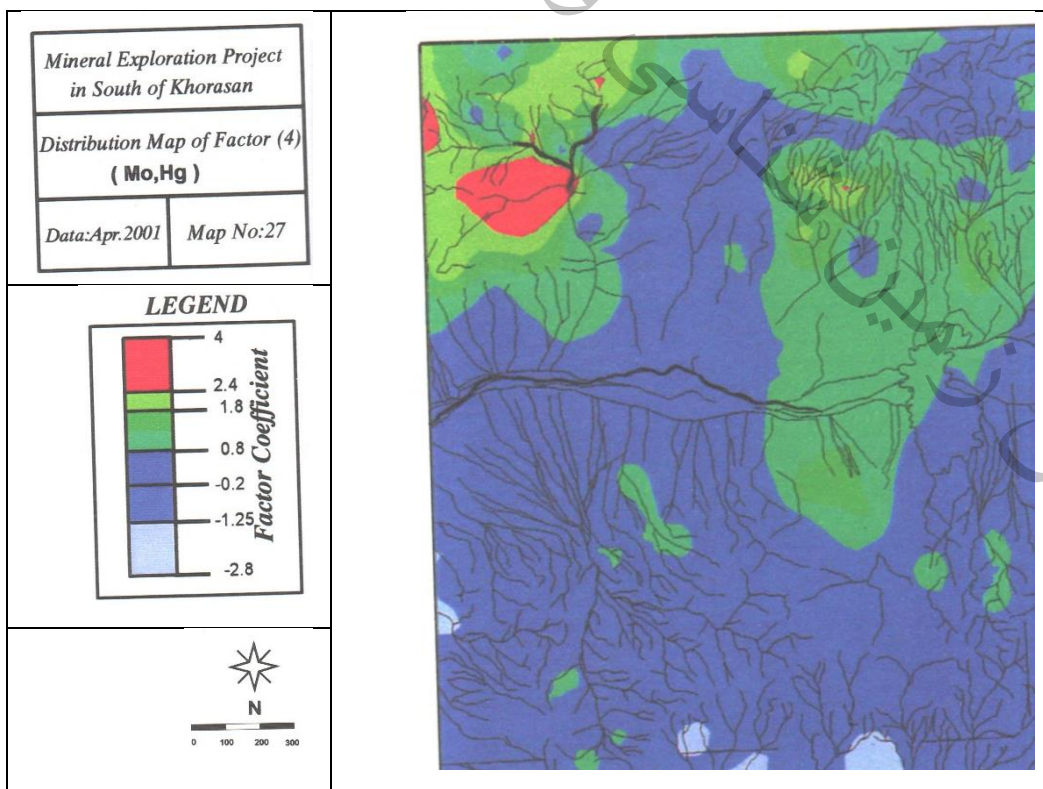 Mineral Exploration Project
in South of Khorasan
Distribution Map of Factor (4)
( Mo,Hg )
Data:Apr.2001
Map No:27
LEGEND
4
2.4
1.8
0.8
-0.2
-1.25
-2.8
Factor Coefficient
N
0 100 200 300